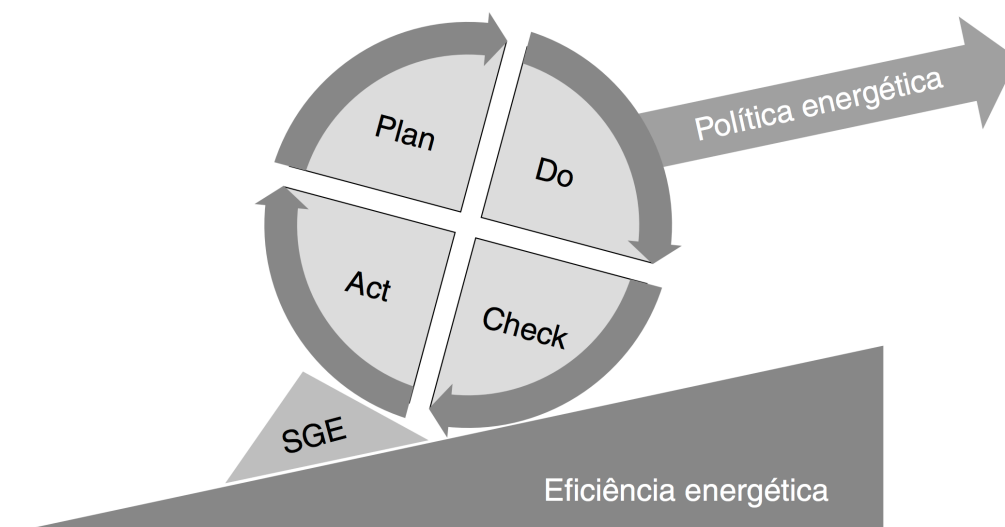 Política energética
Plan
Do
Act
Check
SGE
Eficiência energética